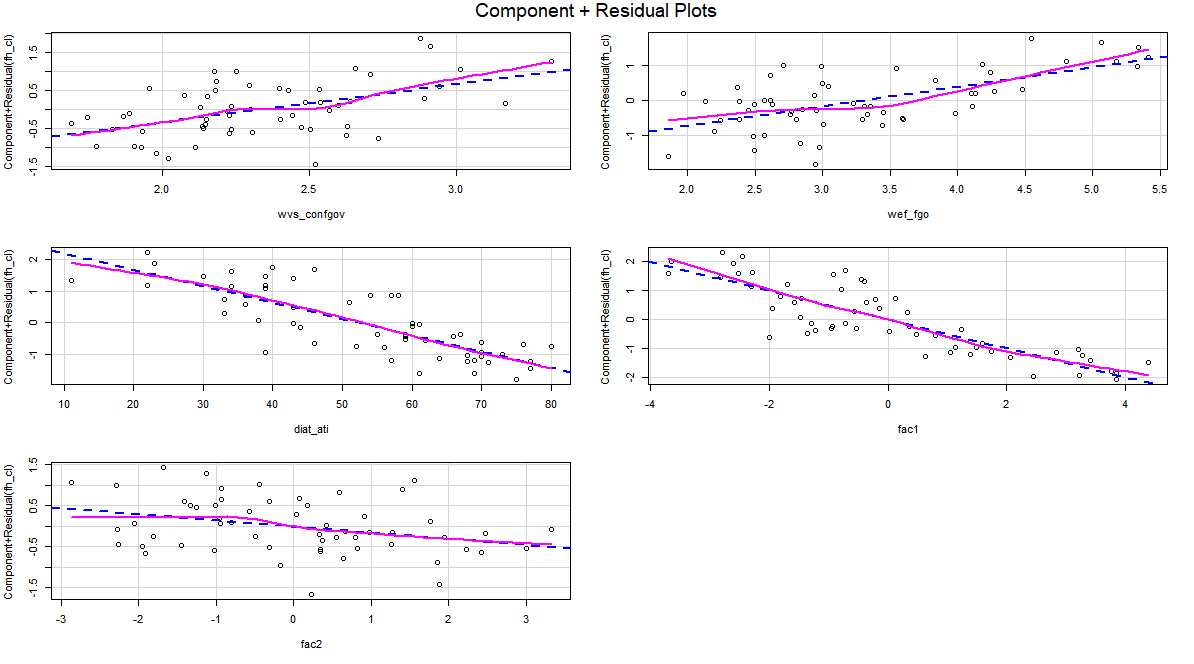 Component + Residual Plots
Component+Residual(fh_cl)
1.5
0.5
-0.5
-1.5
2.0 2.5 3.0
wvs_confgov
Component+Residual(fh_cl)
1
0
-1
2.0 2.5 3.0 3.5 4.0 4.5 5.0 5.5
wef_fgo
Component+Residual(fh_cl)
2
1
0
-1
10 20 30 40 50 60 70 80
diat_ati
Component+Residual(fh_cl)
2
1
0
-1
-2
-4 -2 0 2 4
fac1
Component+Residual(fh_cl)
1.5
0.5
-0.5
-1.5
-3 -2 -1 0 1 2 3
fac2